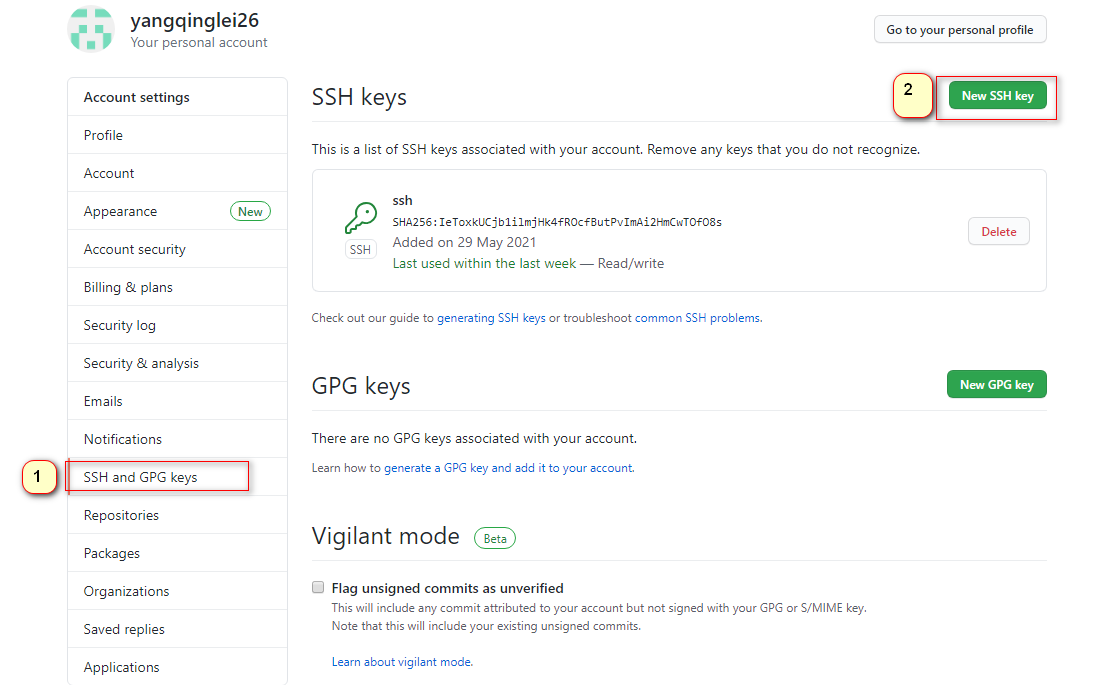 yangqinglei26
Your personal account
Go to your personal profile
Account settings
Profile
Account
Appearance New
Account security
Billing & plans
Security log
Security & analysis
Emails
Notifications
1
SSH and GPG keys
Repositories
Packages
Organizations
Saved replies
Applications
SSH keys
2
New SSH key
This is a list of SSH keys associated with your account. Remove any keys that you do not recognize.
ssh
SHA256:IeToxkUCjb1i1mjHk4fROcfButPvImAi2HmCwTOfO8s
SSH
Added on 29 May 2021
Last used within the last week — Read/write
Delete
Check out our guide to generating SSH keys or troubleshoot common SSH problems.
GPG keys
New GPG key
There are no GPG keys associated with your account.
Learn how to generate a GPG key and add it to your account.
Vigilant mode Beta
Flag unsigned commits as unverified
This will include any commit attributed to your account but not signed with your GPG or S/MIME key.
Note that this will include your existing unsigned commits.
Learn about vigilant mode.